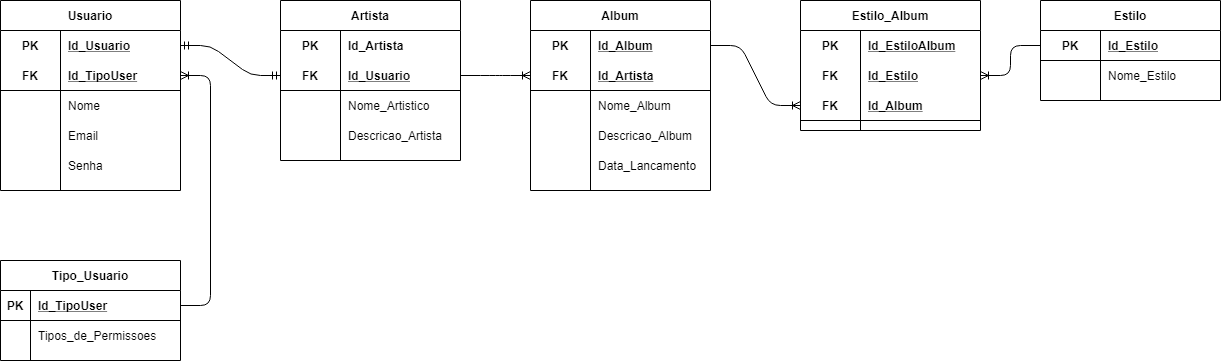 Usuario
PK Id_Usuario
FK Id_TipoUser
Nome
Email
Senha
Artista
PK Id_Artista
FK Id_Usuario
Nome_Artistico
Descricao_Artista
Album
PK Id_Album
FK Id_Artista
Nome_Album
Descricao_Album
Data_Lancamento
Estilo_Album
PK Id_EstiloAlbum
FK Id_Estilo
FK Id_Album
Estilo
PK Id_Estilo
Nome_Estilo
Tipo_Usuario
PK Id_TipoUser
Tipos_de_Permissoes